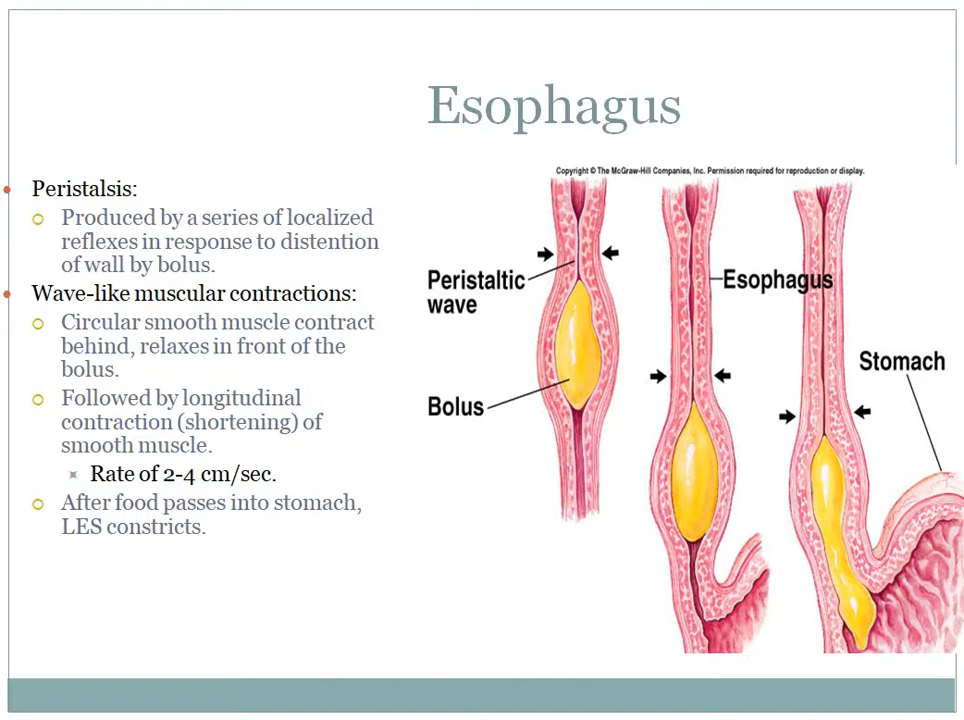 Esophagus
Peristalsis:
Produced by a series of localized
reflexes in response to distention
of wall by bolus.
Wave-like muscular contractions:
Circular smooth muscle contract
behind, relaxes in front of the
bolus.
Followed by longitudinal
contraction (shortening) of
smooth muscle.
Rate of 2-4 cm/sec.
After food passes into stomach,
LES constricts.
Copyright © The McGraw-Hill Companies, Inc. Permission required for reproduction or display.
Peristaltic
wave
Bolus
Esophagus
Stomach